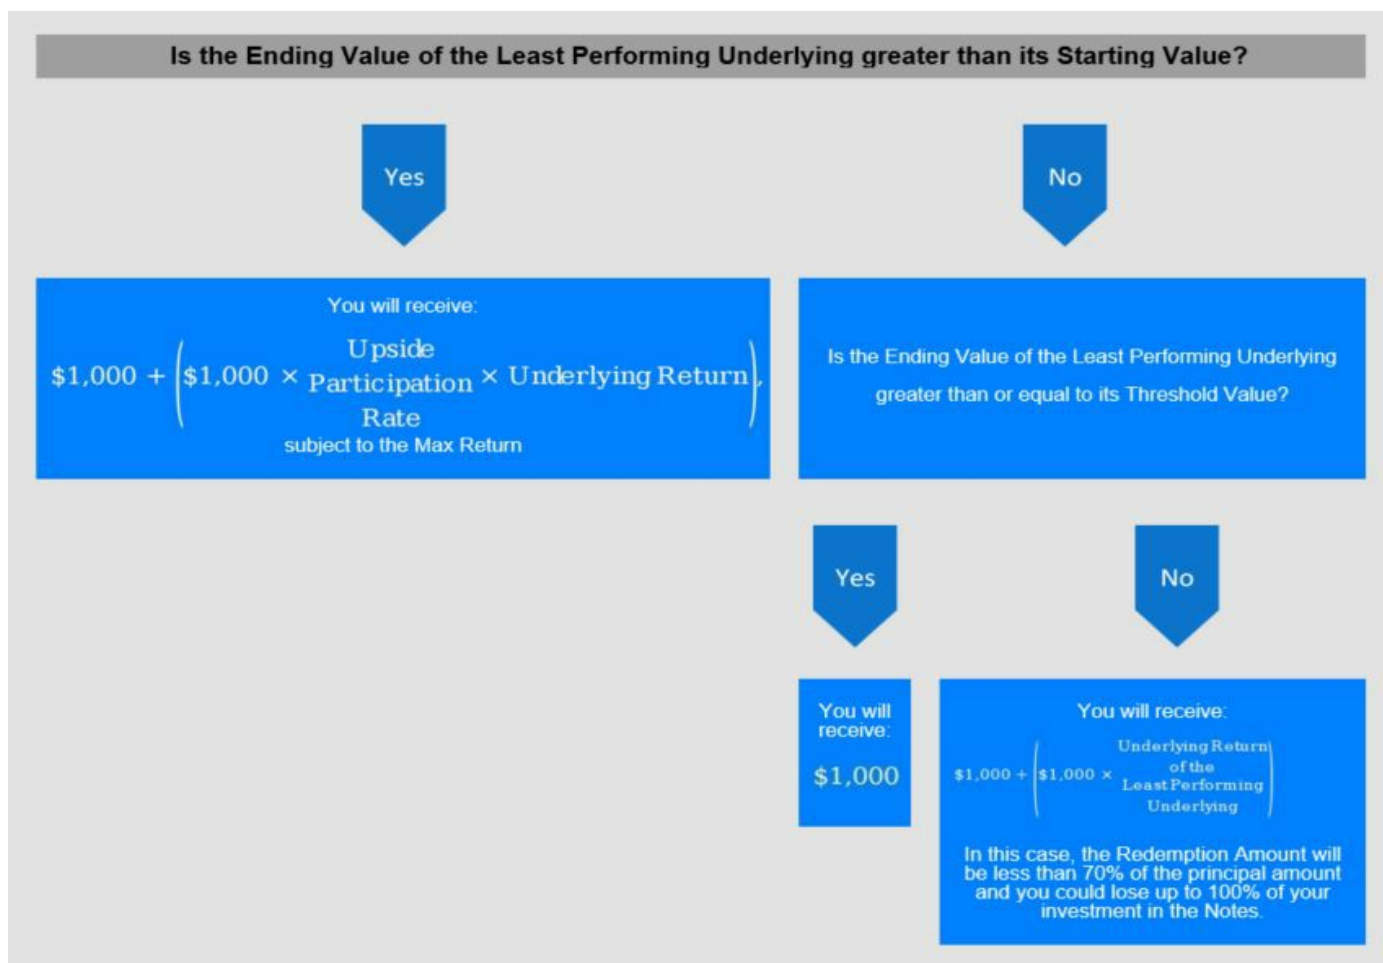 Is the Ending Value of the Least Performing Underlying greater than its Starting Value?
Yes
No
You will receive:
$1,000 + ($1,000 × Upside Participation Rate × Underlying Return),
subject to the Max Return
Is the Ending Value of the Least Performing Underlying
greater than or equal to its Threshold Value?
Yes
No
You will
receive:
$1,000
You will receive:
$1,000 + ($1,000 × Underlying Return of the Least Performing Underlying)
In this case, the Redemption Amount will
be less than 70% of the principal amount
and you could lose up to 100% of your
investment in the Notes.